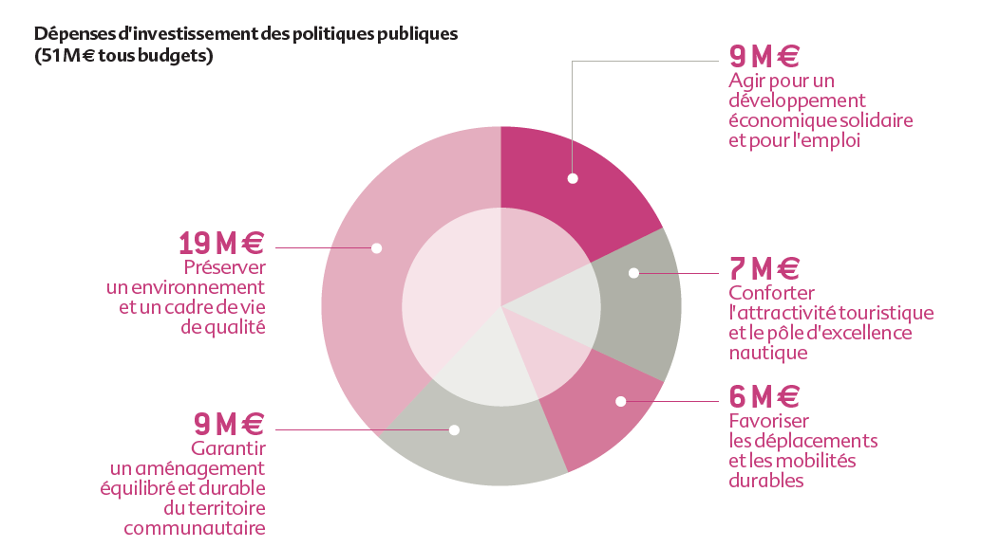 Dépenses d'investissement des politiques publiques
(51 M€ tous budgets)
9 M€
Agir pour un
développement
économique solidaire
et pour l'emploi
19 M€
Préserver
un environnement
et un cadre de vie
de qualité
7 M€
Conforter
l'attractivité touristique
et le pôle d'excellence
nautique
6 M€
Favoriser
les déplacements
et les mobilités
durables
9 M€
Garantir
un aménagement
équilibré et durable
du territoire
communautaire